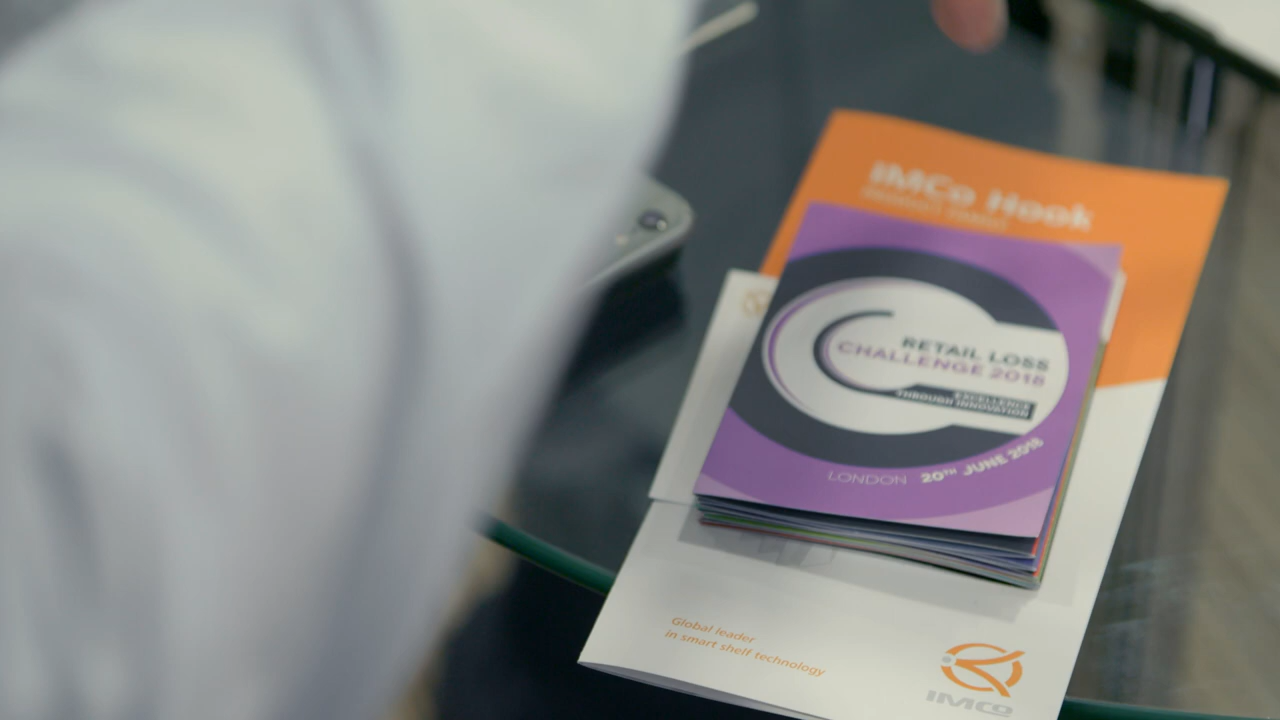 IMCo Hook
RETAIL LOSS
CHALLENGE 2018
EXCELLENCE
THROUGH INNOVATION
LONDON 20TH JUNE 2018
Global leader
in smart shelf technology
IMCo